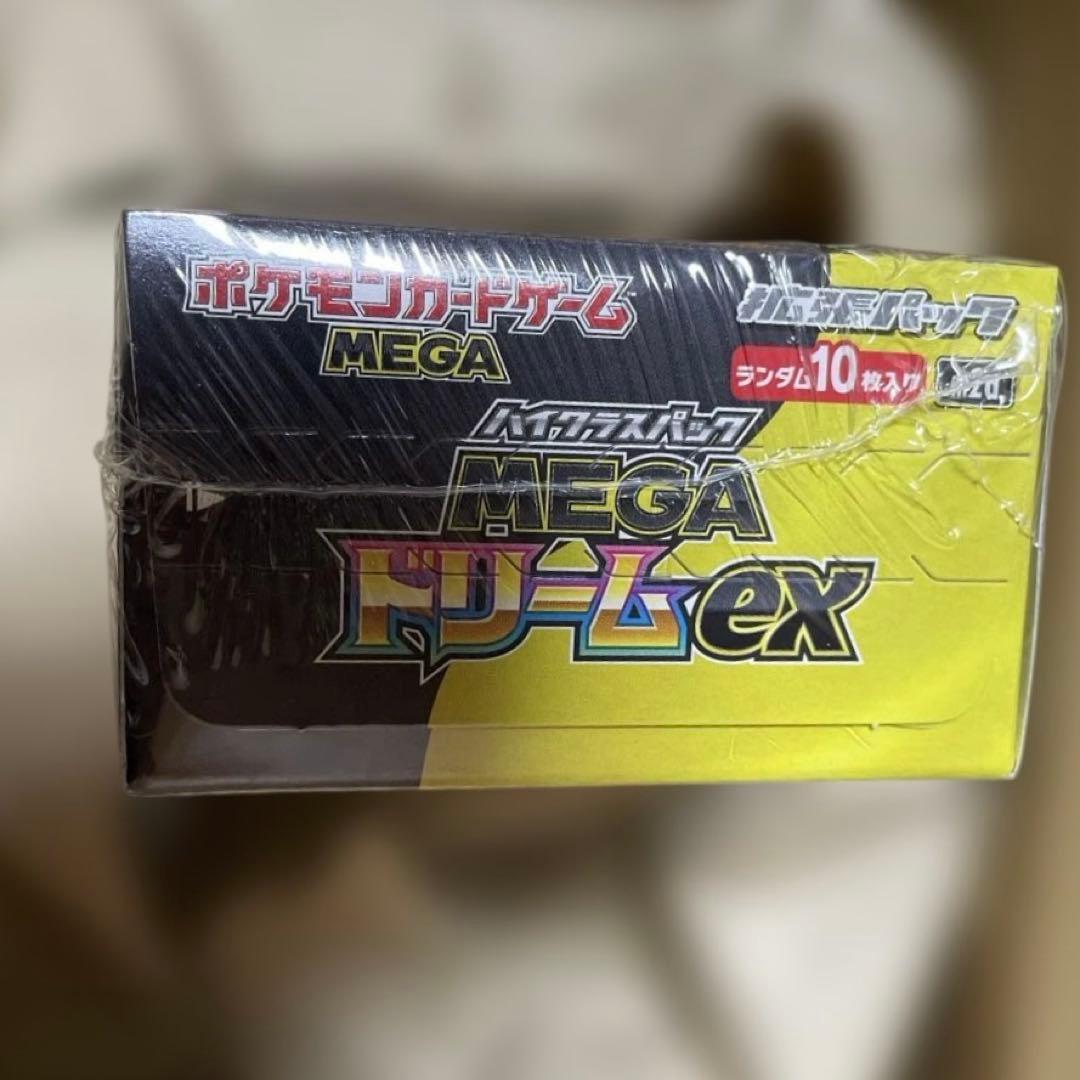 ポケモンカードゲーム
MEGA
拡張パック
ランダム10枚入り
ハイクラスパック
MEGA
ドリームex